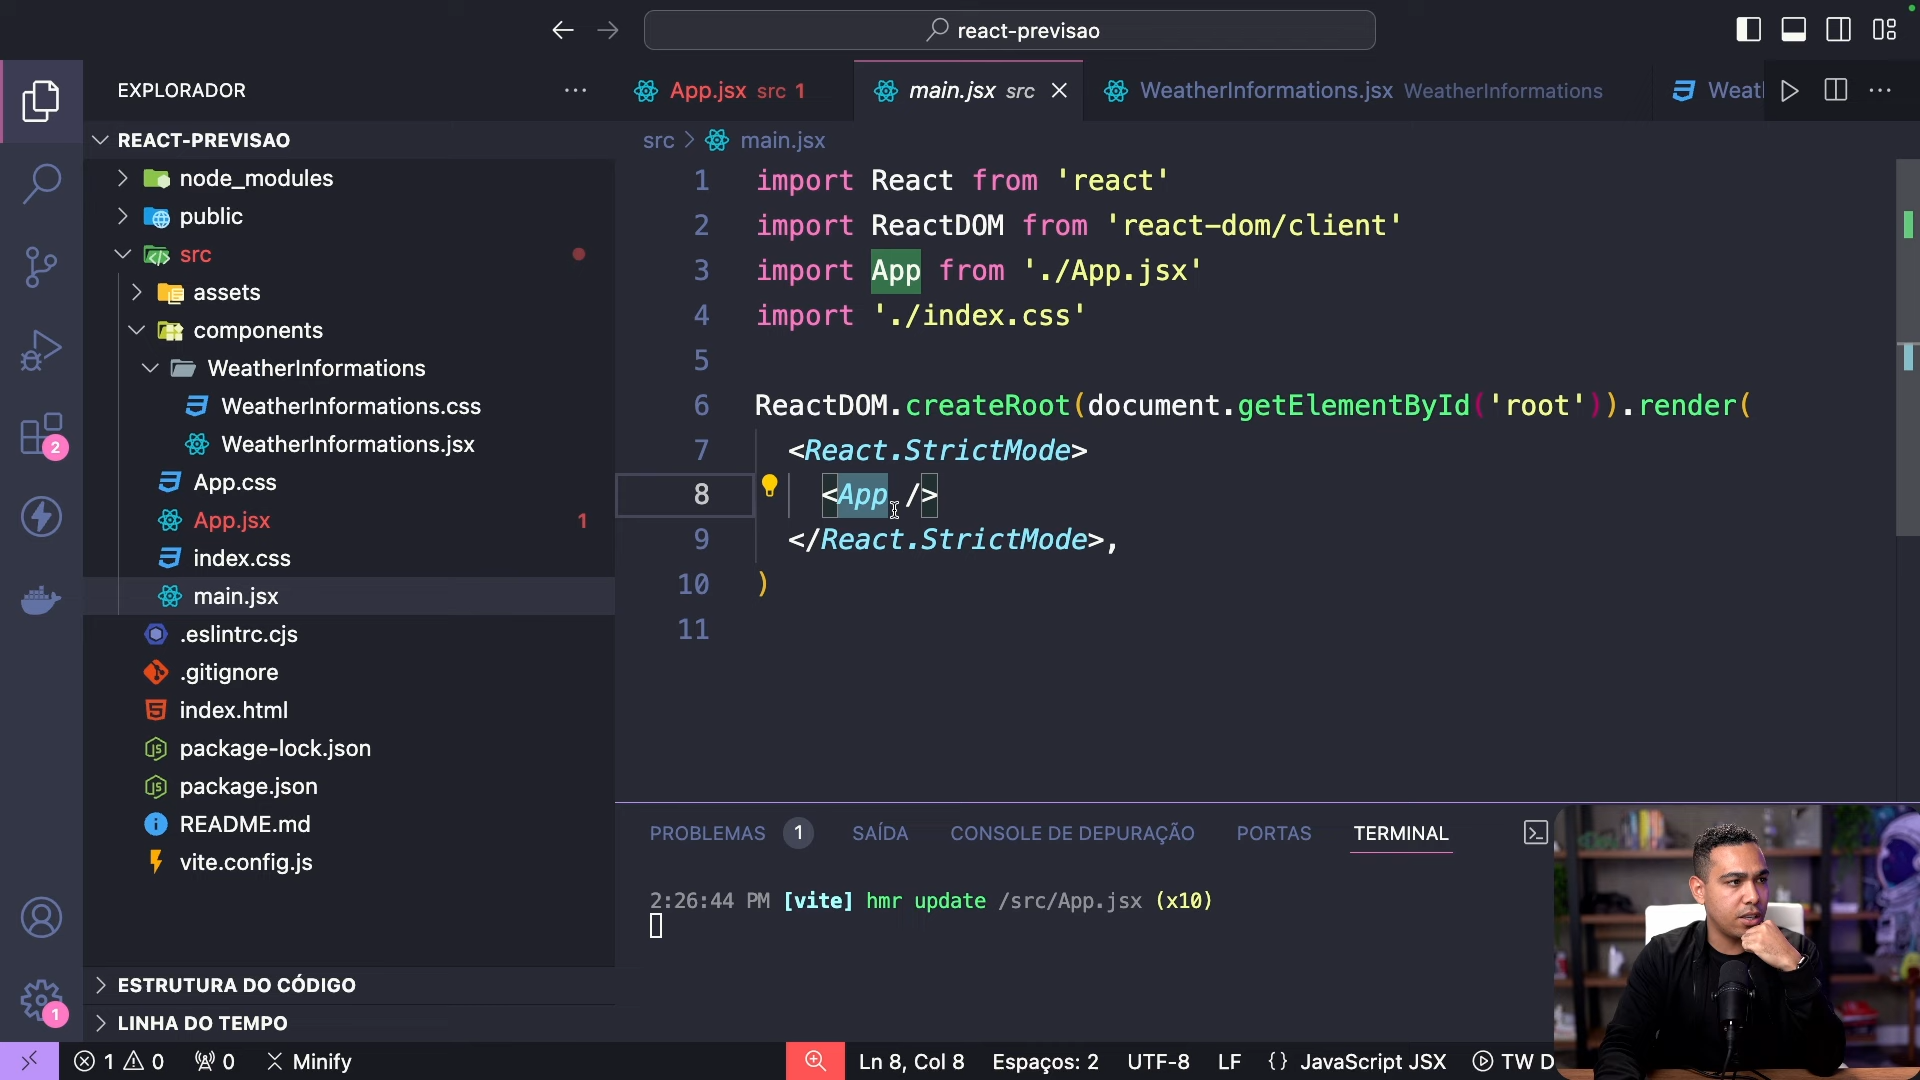 react-previsao
EXPLORADOR
REACT-PREVISAO
node_modules
public
src
assets
components
WeatherInformations
WeatherInformations.css
WeatherInformations.jsx
App.css
App.jsx 1
index.css
main.jsx
.eslintrc.cjs
.gitignore
index.html
package-lock.json
package.json
README.md
vite.config.js
ESTRUTURA DO CÓDIGO
LINHA DO TEMPO
2
1
App.jsx src 1
main.jsx src
WeatherInformations.jsx WeatherInformations
Weat
src > main.jsx
1 import React from 'react'
2 import ReactDOM from 'react-dom/client'
3 import App from './App.jsx'
4 import './index.css'
5
6 ReactDOM.createRoot(document.getElementById('root')).render(
7 <React.StrictMode>
8 <App />
9 </React.StrictMode>,
10 )
11
PROBLEMAS 1 SAÍDA CONSOLE DE DEPURAÇÃO PORTAS TERMINAL
2:26:44 PM [vite] hmr update /src/App.jsx (x10)
1 0 0 Minify Ln 8, Col 8 Espaços: 2 UTF-8 LF {} JavaScript JSX TW D